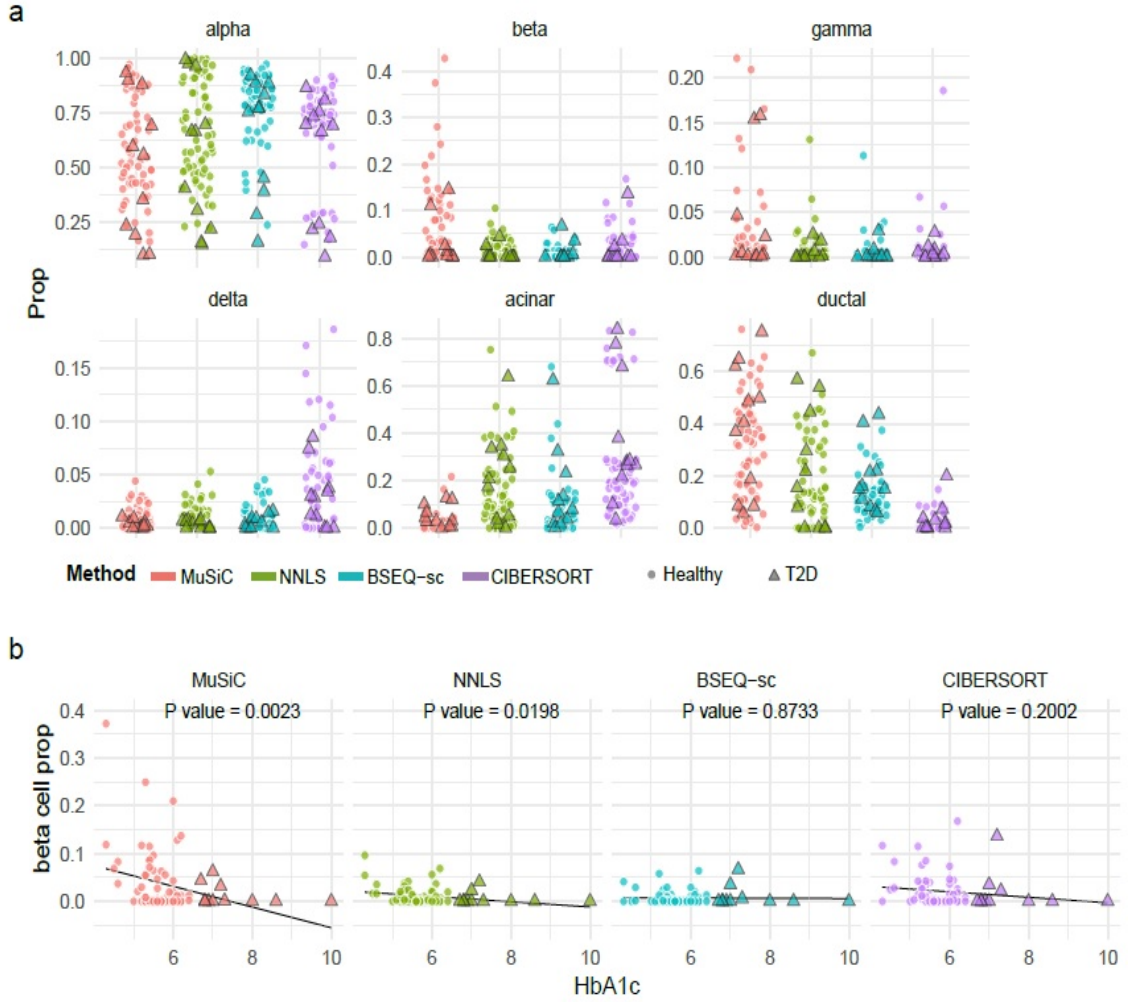 a
alpha beta gamma
1.00
0.75
0.50
0.25
0.4
0.3
0.2
0.1
0.0
0.20
0.15
0.10
0.05
0.00
Prop
delta acinar ductal
0.15
0.10
0.05
0.00
0.8
0.6
0.4
0.2
0.0
0.6
0.4
0.2
0.0
Method MuSiC NNLS BSEQ−sc CIBERSORT Healthy T2D
b
MuSiC NNLS BSEQ−sc CIBERSORT
P value = 0.0023 P value = 0.0198 P value = 0.8733 P value = 0.2002
0.4
0.3
0.2
0.1
0.0
beta cell prop
6 8 10 6 8 10 6 8 10 6 8 10
HbA1c